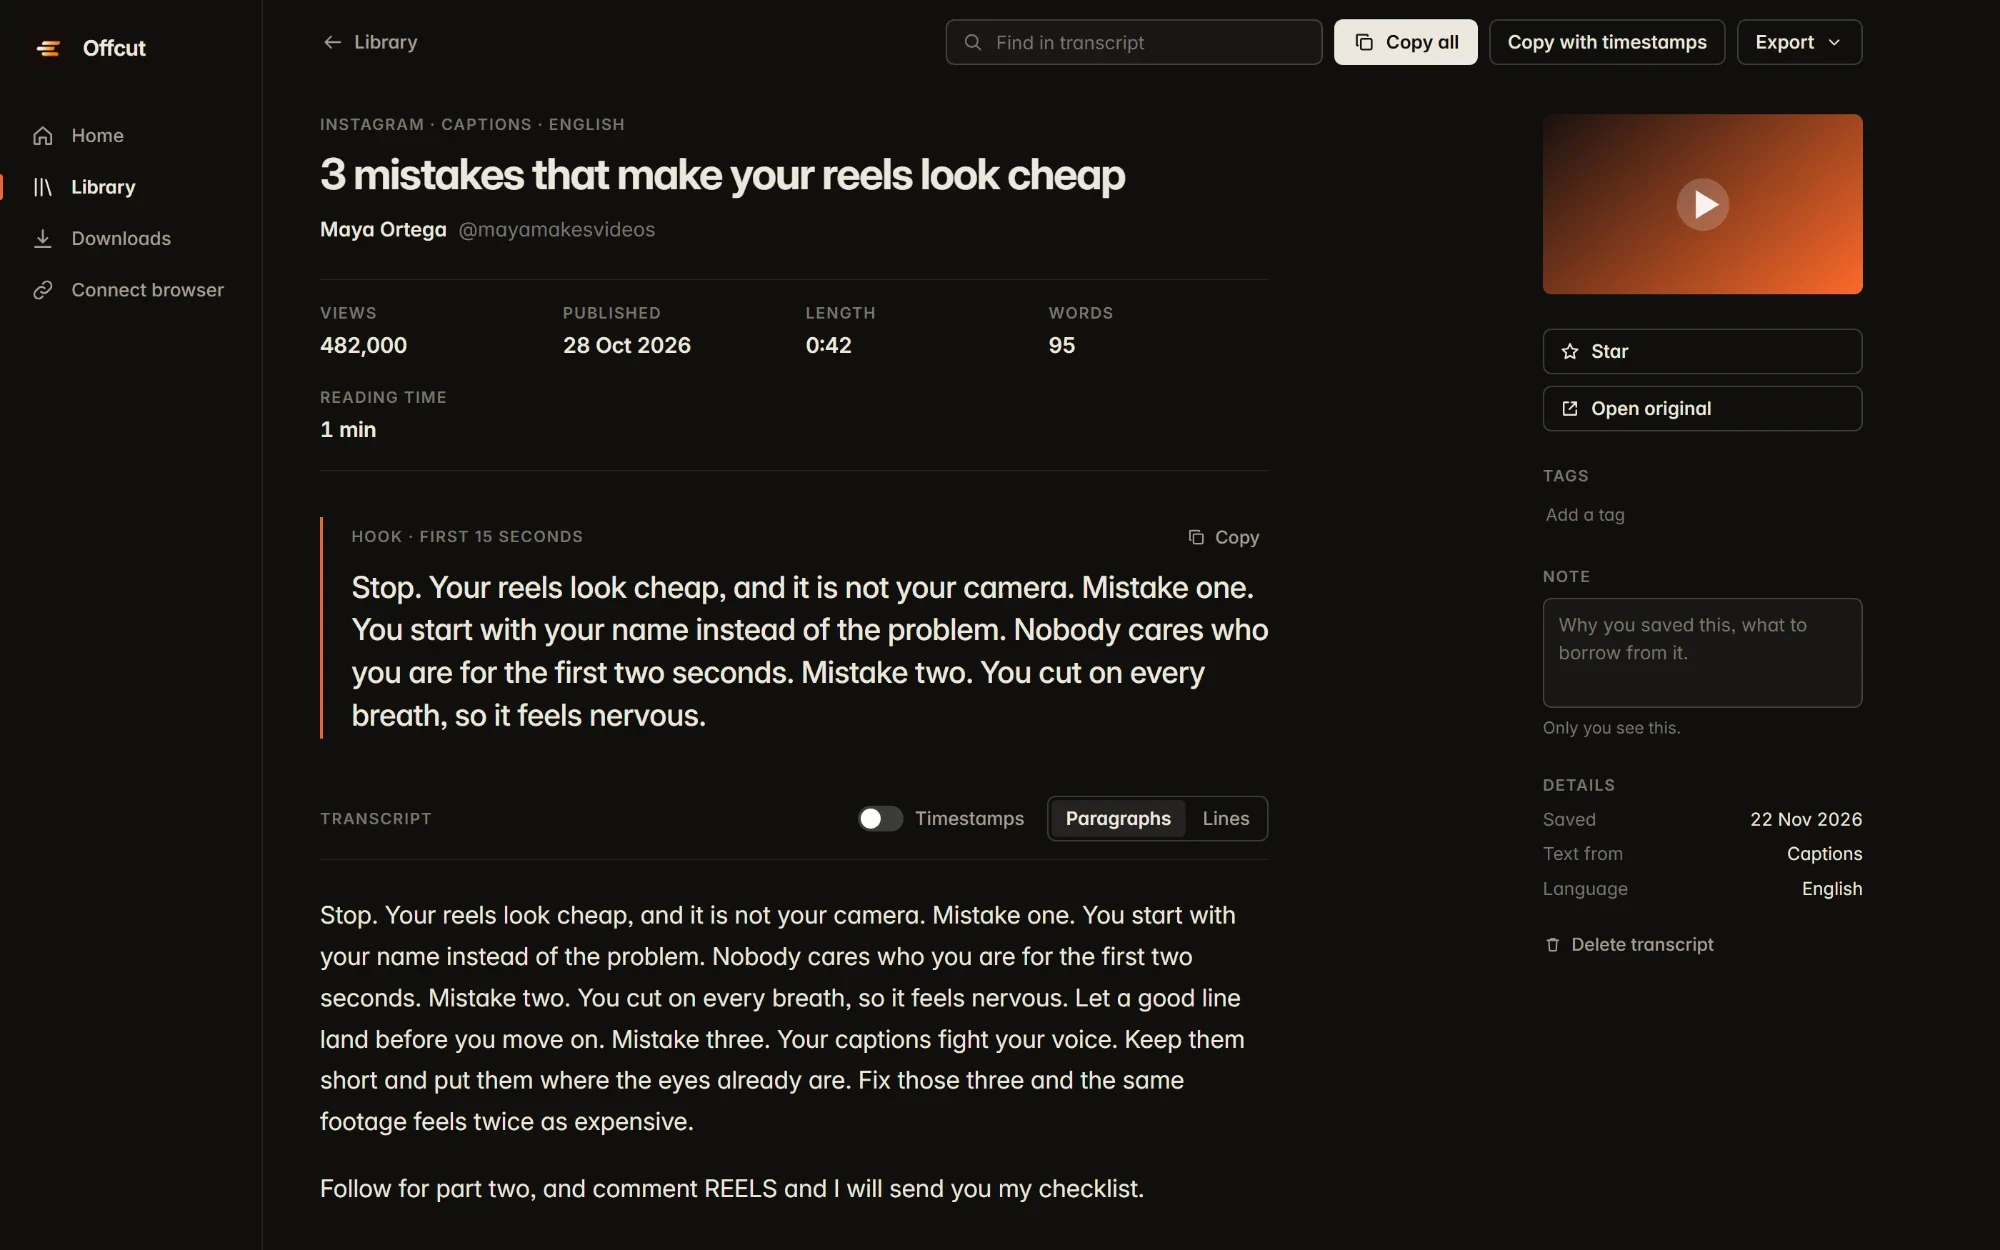 Offcut
Home
Library
Downloads
Connect browser
Library
Find in transcript
Copy all
Copy with timestamps
Export
INSTAGRAM · CAPTIONS · ENGLISH
3 mistakes that make your reels look cheap
Maya Ortega @mayamakesvideos
VIEWS
482,000
PUBLISHED
28 Oct 2026
LENGTH
0:42
WORDS
95
READING TIME
1 min
HOOK · FIRST 15 SECONDS
Copy
Stop. Your reels look cheap, and it is not your camera. Mistake one.
You start with your name instead of the problem. Nobody cares who
you are for the first two seconds. Mistake two. You cut on every
breath, so it feels nervous.
TRANSCRIPT
Timestamps
Paragraphs
Lines
Stop. Your reels look cheap, and it is not your camera. Mistake one. You start with
your name instead of the problem. Nobody cares who you are for the first two
seconds. Mistake two. You cut on every breath, so it feels nervous. Let a good line
land before you move on. Mistake three. Your captions fight your voice. Keep them
short and put them where the eyes already are. Fix those three and the same
footage feels twice as expensive.
Follow for part two, and comment REELS and I will send you my checklist.
Star
Open original
TAGS
Add a tag
NOTE
Why you saved this, what to
borrow from it.
Only you see this.
DETAILS
Saved 22 Nov 2026
Text from Captions
Language English
Delete transcript